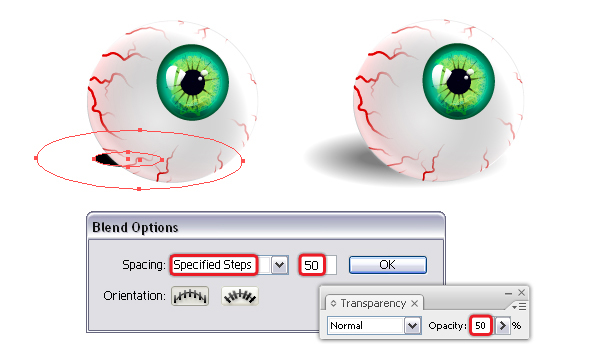 Blend Options
Spacing: Specified Steps 50 OK
Orientation:
Transparency
Normal Opacity: 50 %